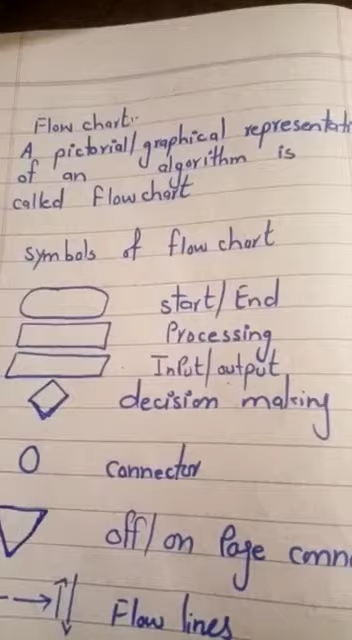 Flow chart:-
A pictorial/graphical representati
of an algorithm is
called flowchart
symbols of flow chart
start/End
Processing
Input/output
decision making
connector
off/on Page conn
Flow lines